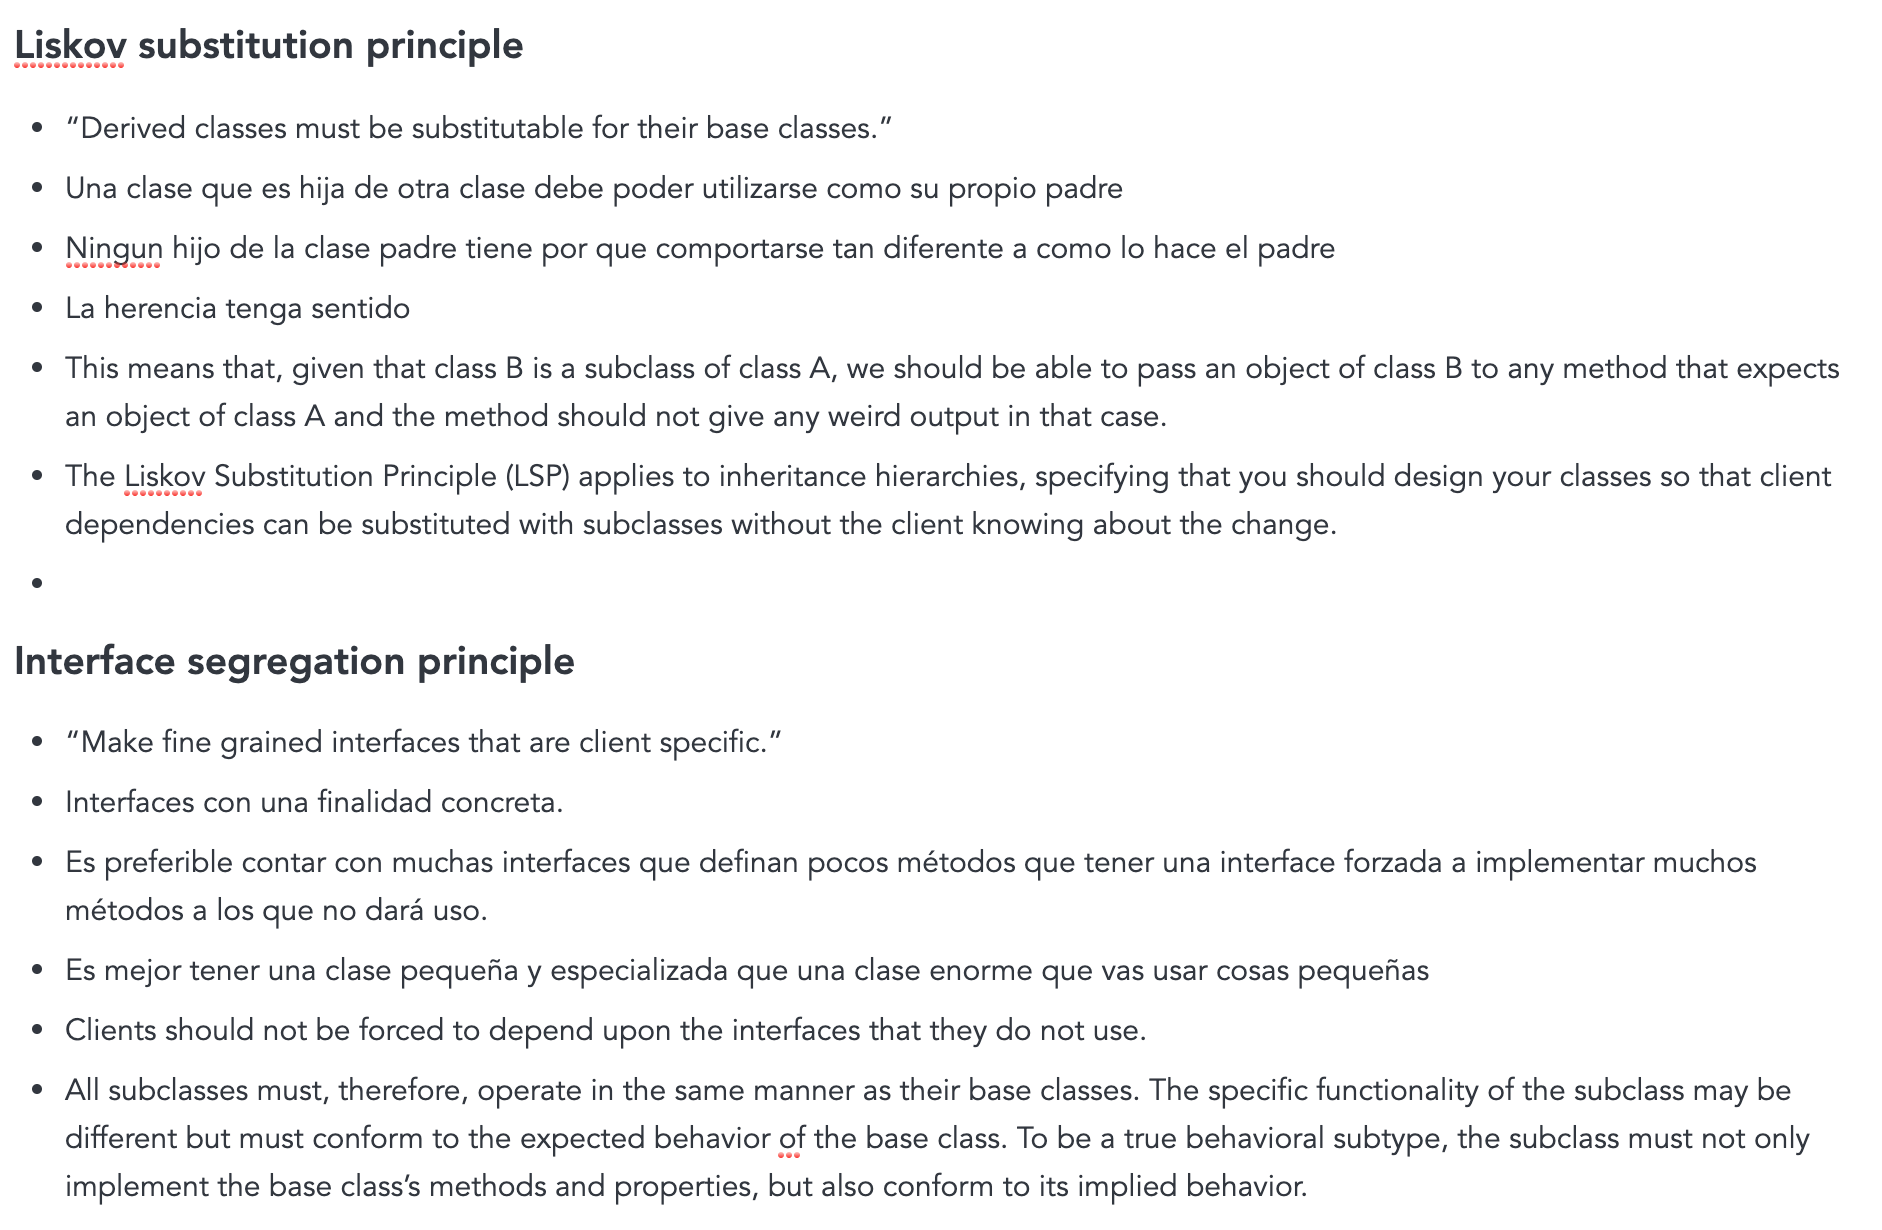 Liskov substitution principle
• “Derived classes must be substitutable for their base classes.”
• Una clase que es hija de otra clase debe poder utilizarse como su propio padre
• Ningun hijo de la clase padre tiene por que comportarse tan diferente a como lo hace el padre
• La herencia tenga sentido
• This means that, given that class B is a subclass of class A, we should be able to pass an object of class B to any method that expects
an object of class A and the method should not give any weird output in that case.
• The Liskov Substitution Principle (LSP) applies to inheritance hierarchies, specifying that you should design your classes so that client
dependencies can be substituted with subclasses without the client knowing about the change.
•
Interface segregation principle
• “Make fine grained interfaces that are client specific.”
• Interfaces con una finalidad concreta.
• Es preferible contar con muchas interfaces que definan pocos métodos que tener una interface forzada a implementar muchos
métodos a los que no dará uso.
• Es mejor tener una clase pequeña y especializada que una clase enorme que vas usar cosas pequeñas
• Clients should not be forced to depend upon the interfaces that they do not use.
• All subclasses must, therefore, operate in the same manner as their base classes. The specific functionality of the subclass may be
different but must conform to the expected behavior of the base class. To be a true behavioral subtype, the subclass must not only
implement the base class’s methods and properties, but also conform to its implied behavior.